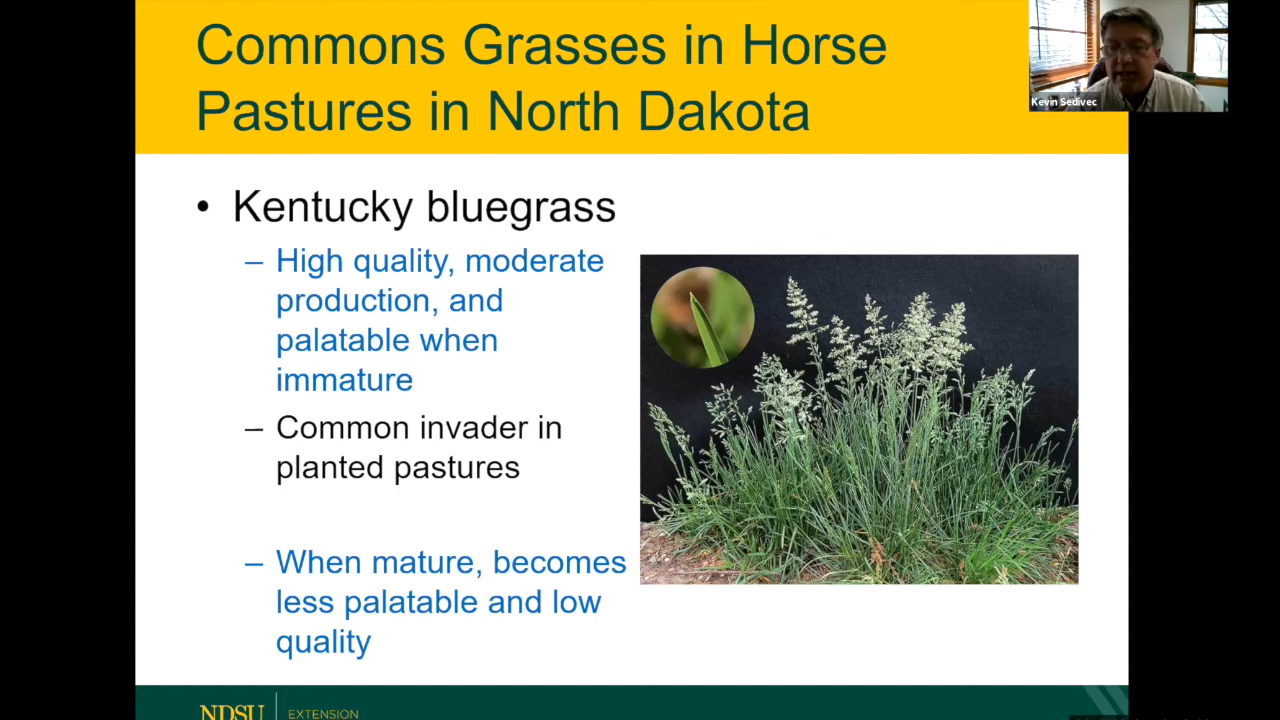 Commons Grasses in Horse
Pastures in North Dakota
Kevin Sedivec
• Kentucky bluegrass
– High quality, moderate
production, and
palatable when
immature
– Common invader in
planted pastures
– When mature, becomes
less palatable and low
quality
NDSU EXTENSION